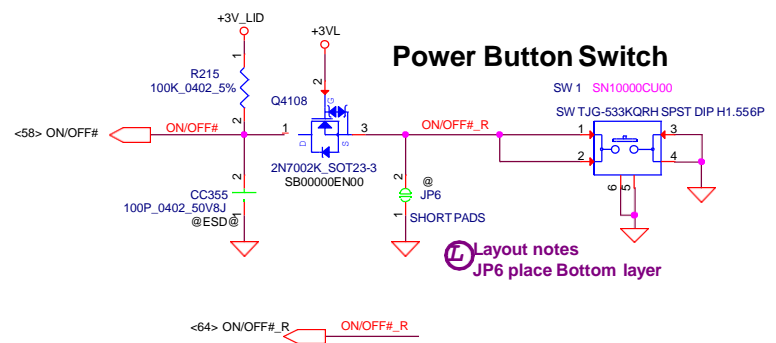 +3V_LID
+3VL
Power Button Switch
R215
100K_0402_5%
1
2
2
Q4108
G
SW 1 SN10000CU00
SW TJG-533KQRH SPST DIP H1.556P
<58> ON/OFF#
ON/OFF#
1
D
S
3
ON/OFF#_R
1
2
3
4
2N7002K_SOT23-3
SB00000EN00
6
5
2
CC355
100P_0402_50V8J
1
@ESD@
2
@
JP6
1
SHORT PADS
L
Layout notes
JP6 place Bottom layer
<64> ON/OFF#_R
ON/OFF#_R